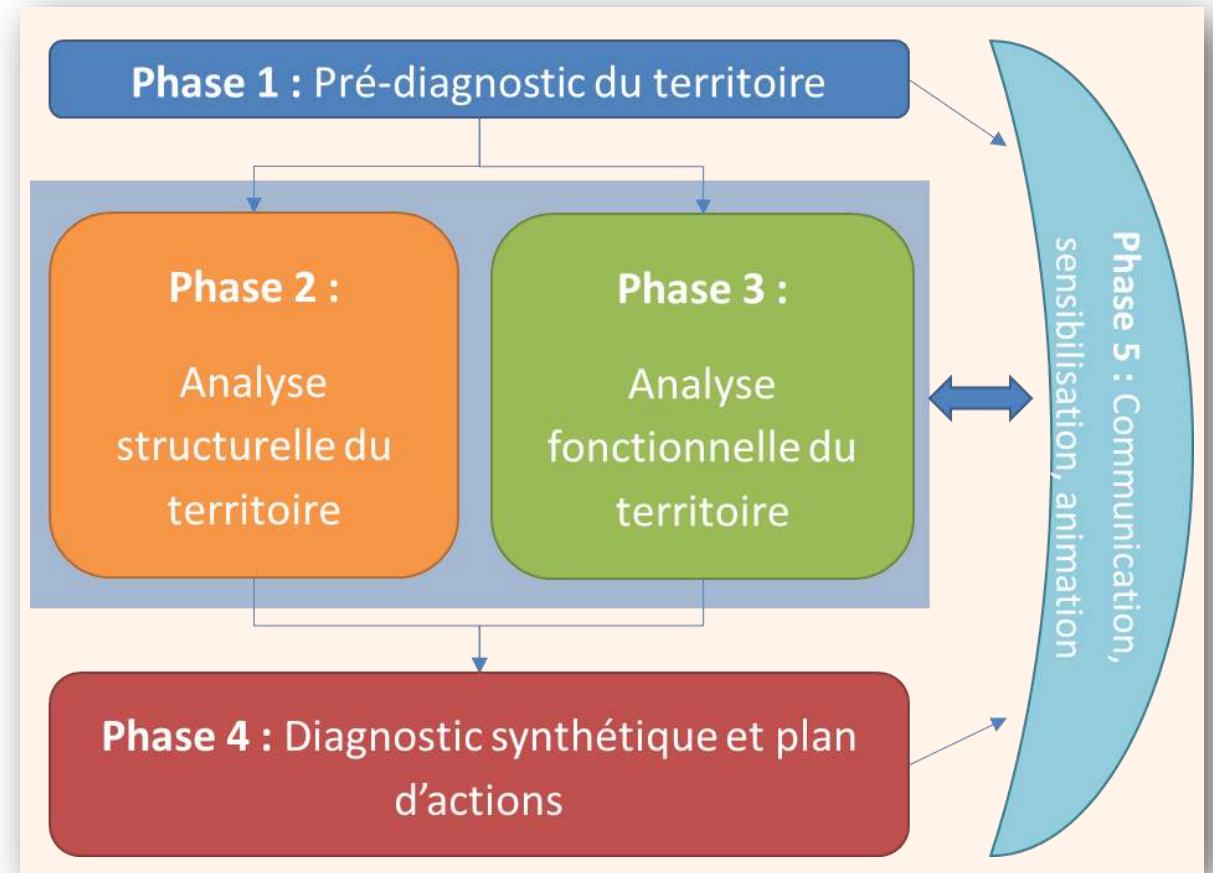 Phase 1 : Pré-diagnostic du territoire
Phase 2 :
Analyse
structurelle du
territoire
Phase 3 :
Analyse
fonctionnelle du
territoire
Phase 4 : Diagnostic synthétique et plan
d’actions
Phase 5 : Communication,
sensibilisation, animation